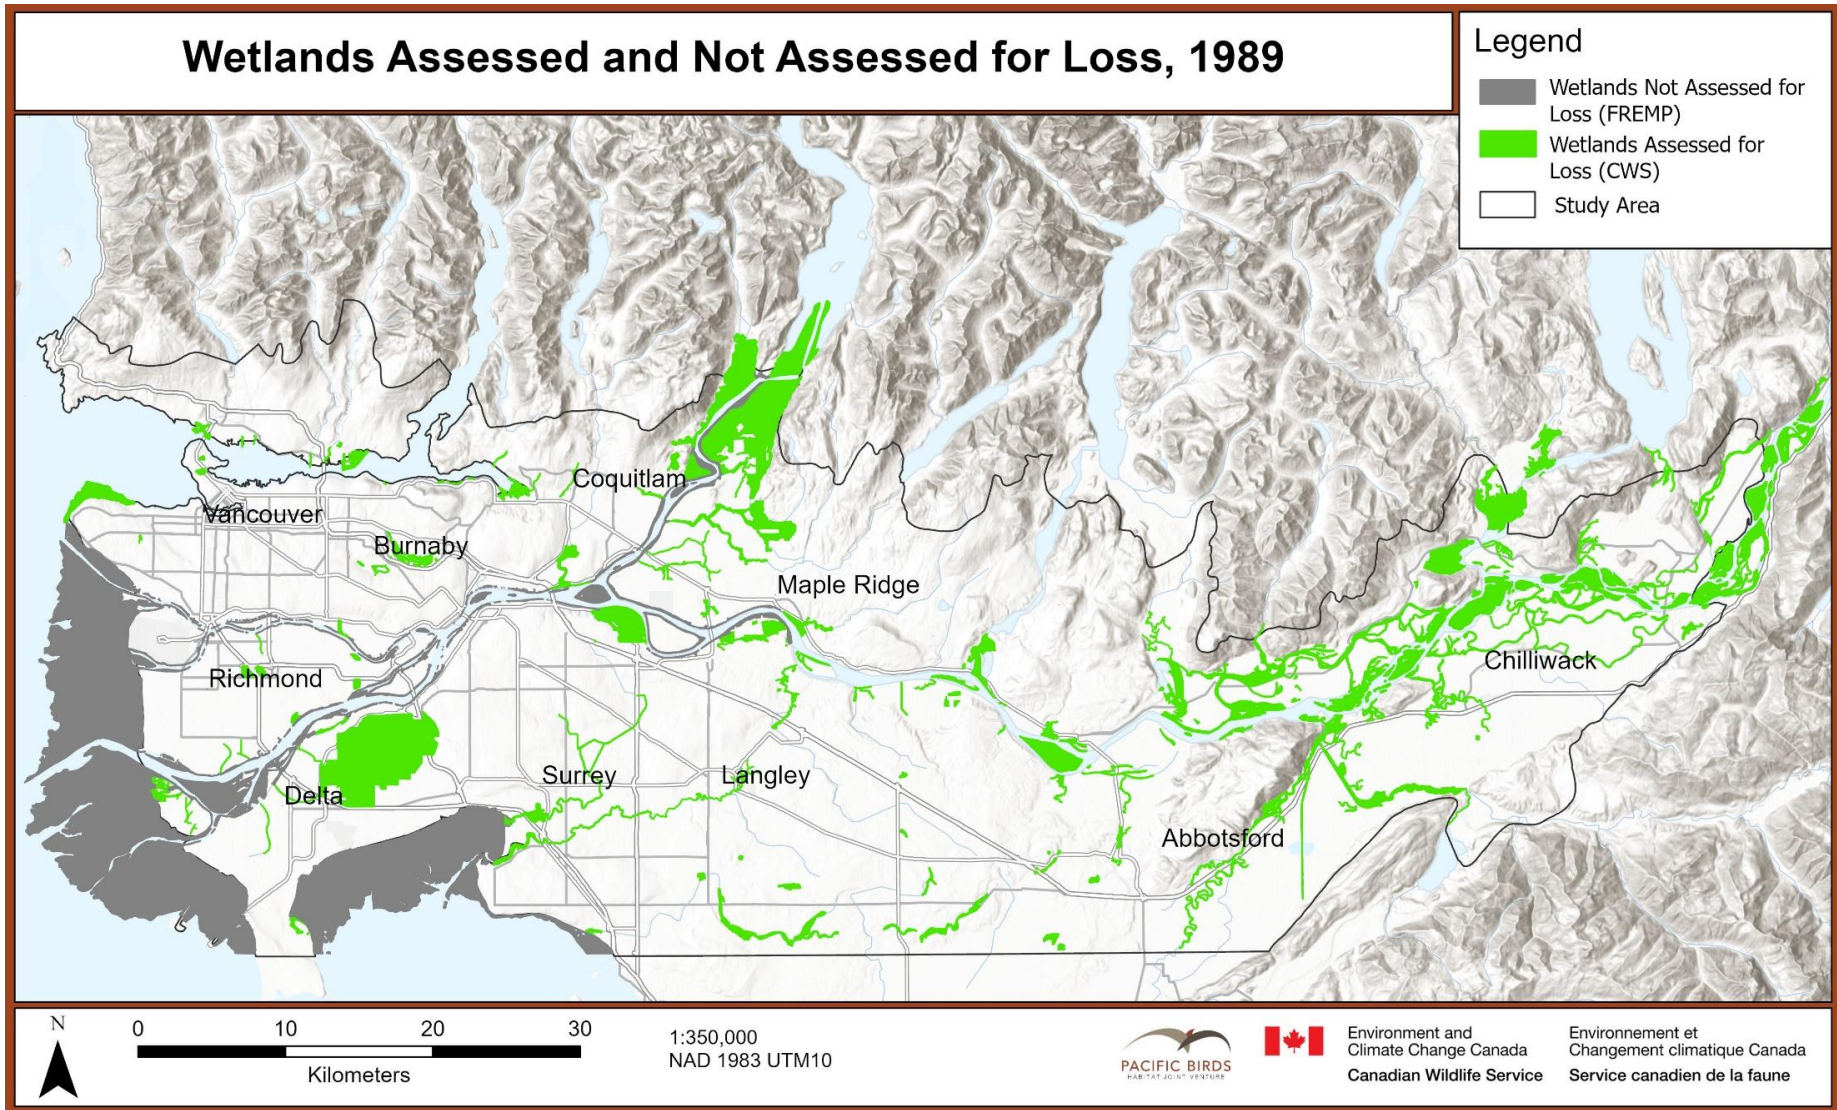 Wetlands Assessed and Not Assessed for Loss, 1989
Legend
Wetlands Not Assessed for
Loss (FREMP)
Wetlands Assessed for
Loss (CWS)
Study Area
Coquitlam
Vancouver
Burnaby
Maple Ridge
Richmond
Chilliwack
Surrey
Langley
Delta
Abbotsford
N
0 10 20 30
Kilometers
1:350,000
NAD 1983 UTM10
PACIFIC BIRDS
HABITAT JOINT VENTURE
Environment and
Climate Change Canada
Canadian Wildlife Service
Environnement et
Changement climatique Canada
Service canadien de la faune